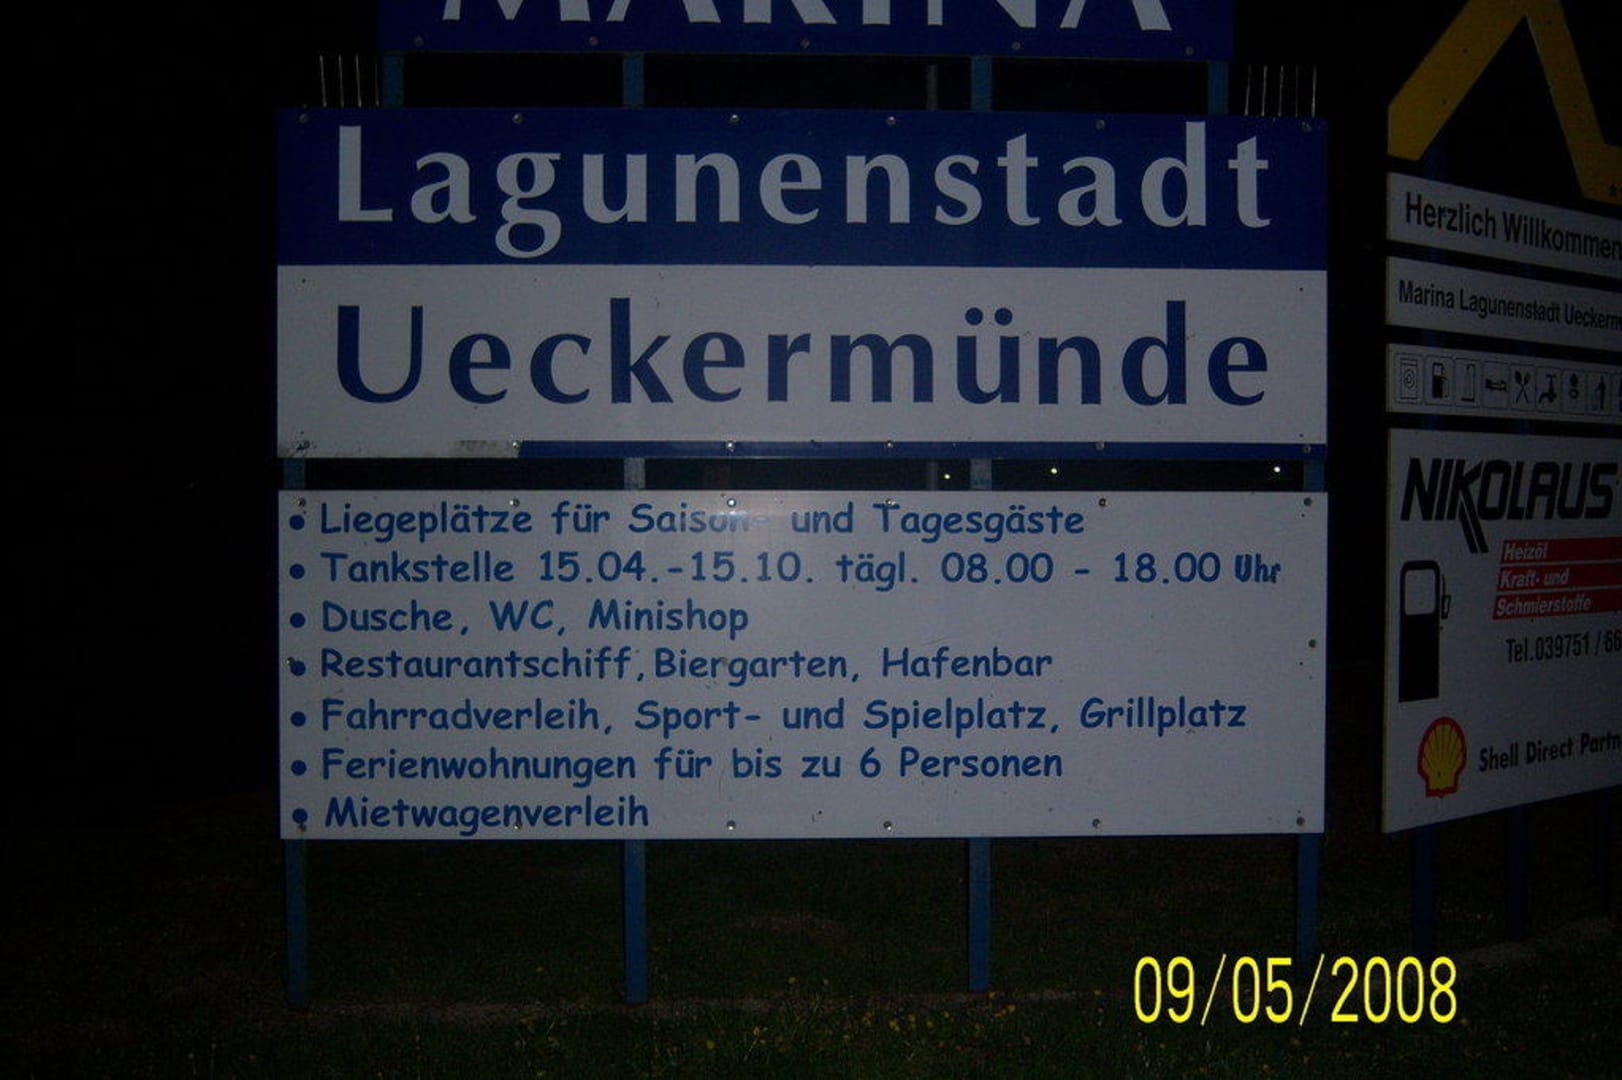 MARINA
Lagunenstadt
Ueckermünde
• Liegeplätze für Saison- und Tagesgäste
• Tankstelle 15.04.-15.10. tägl. 08.00 - 18.00 Uhr
• Dusche, WC, Minishop
• Restaurantschiff, Biergarten, Hafenbar
• Fahrradverleih, Sport- und Spielplatz, Grillplatz
• Ferienwohnungen für bis zu 6 Personen
• Mietwagenverleih
Herzlich Willkommen
Marina Lagunenstadt
NIKOLAUS
Heizöl
Kraft- und
Schmierstoffe
Tel.039751 / 
Shell Direct
09/05/2008